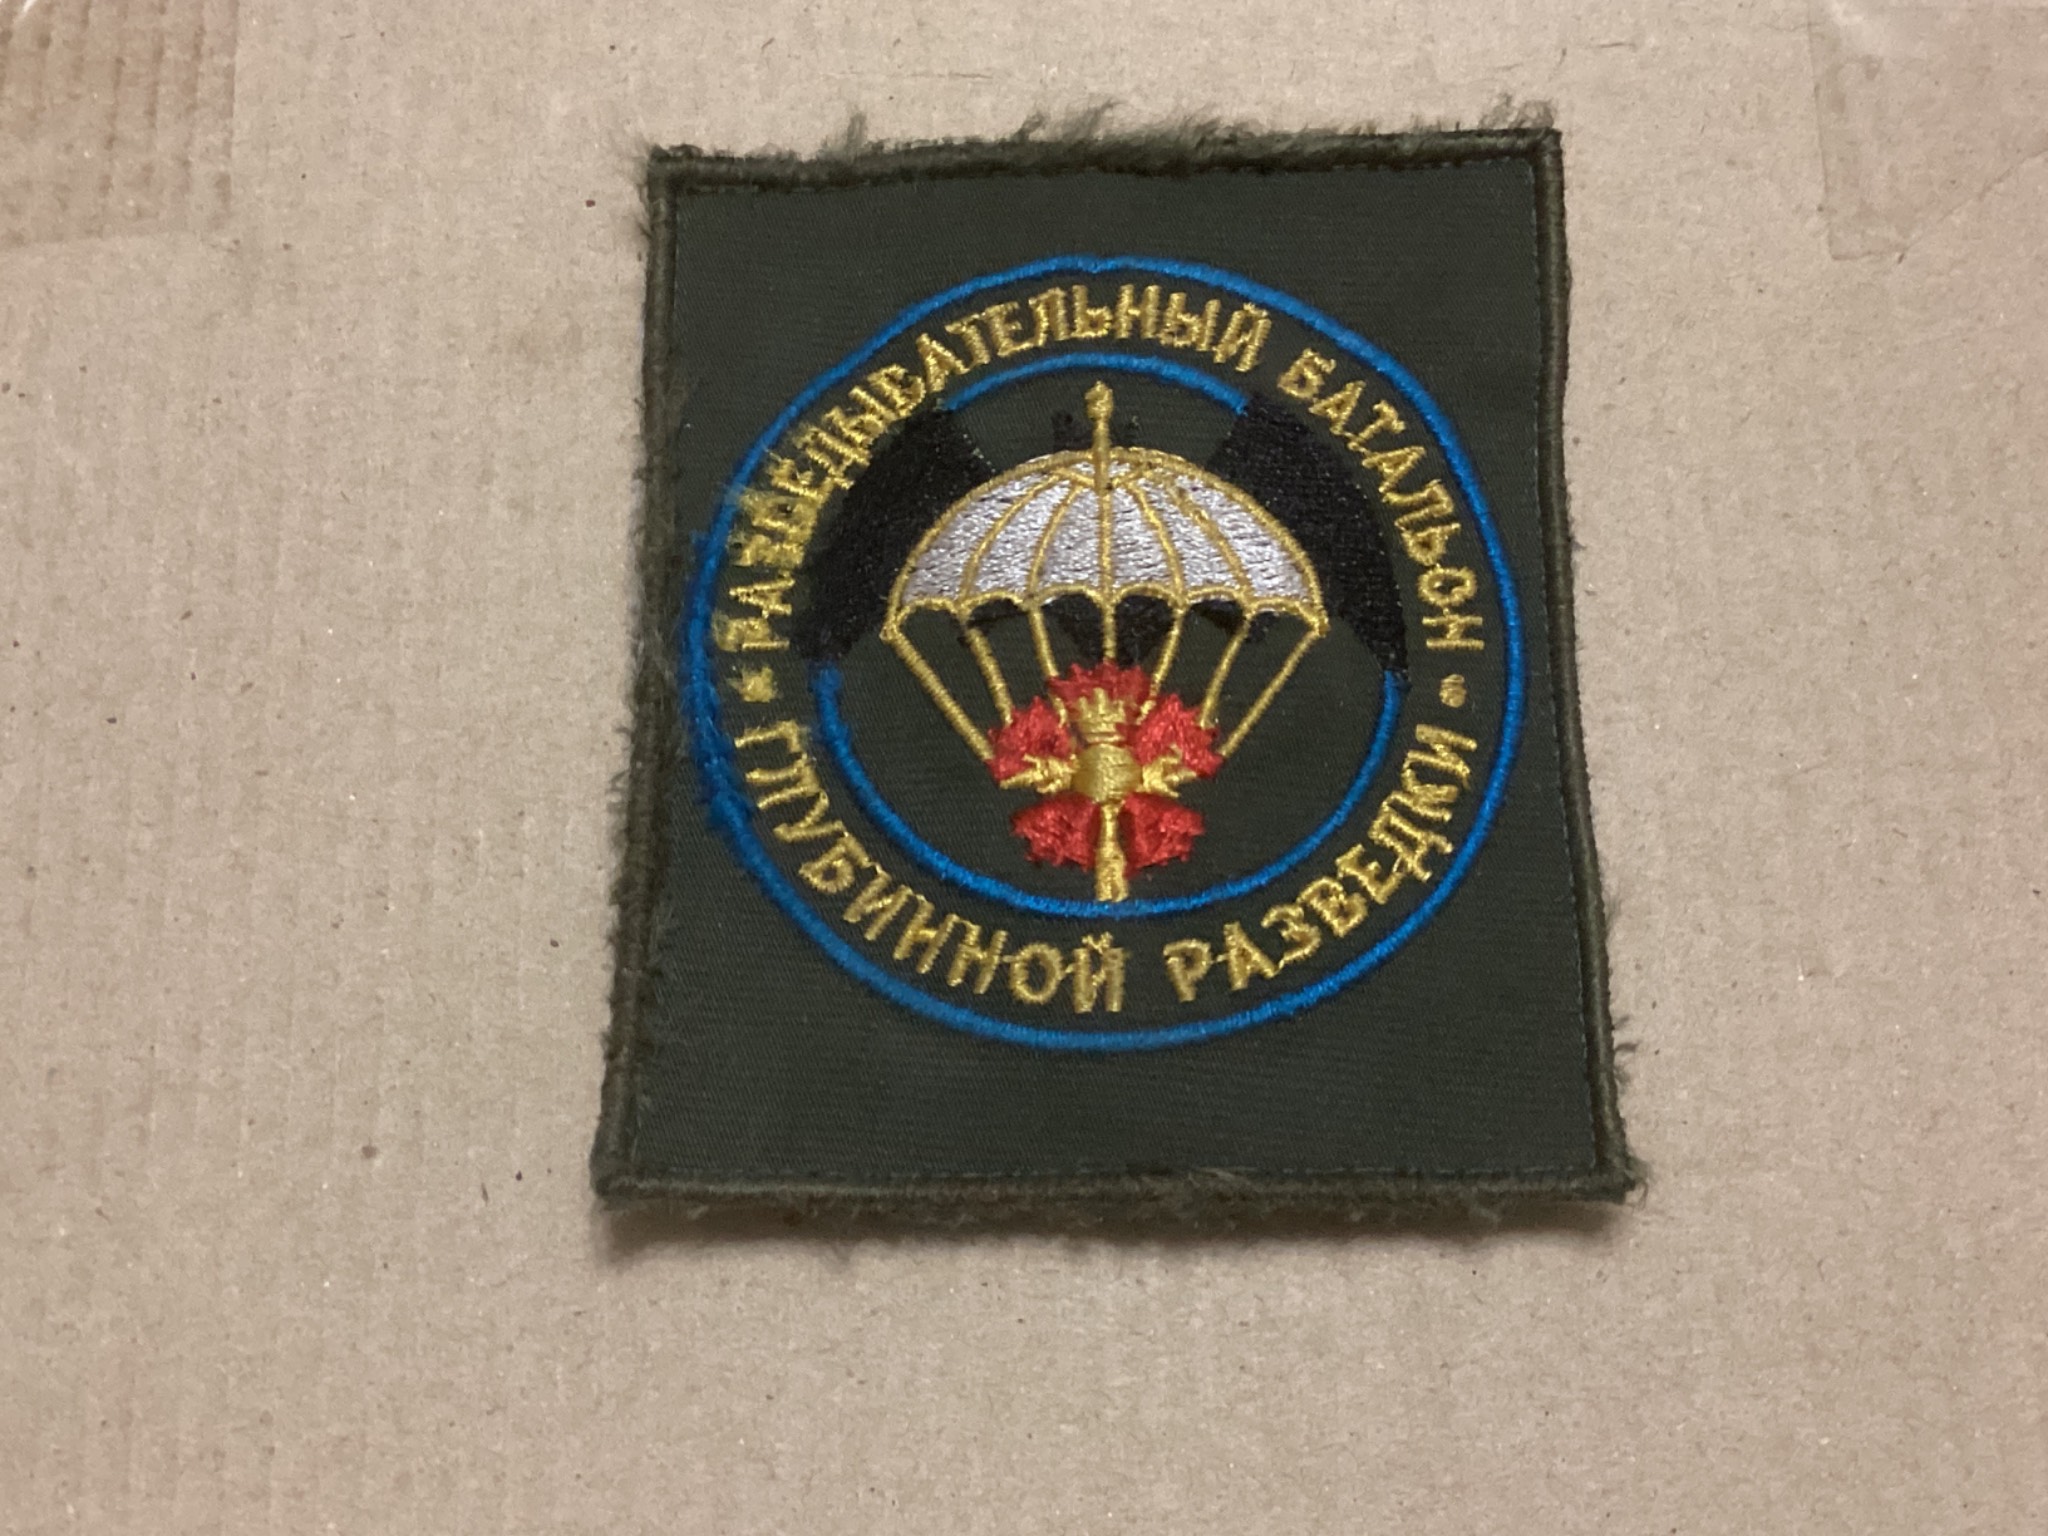 РАЗВЕДЫВАТЕЛЬНЫЙ БАТАЛЬОН
ГЛУБИННОЙ РАЗВЕДКИ